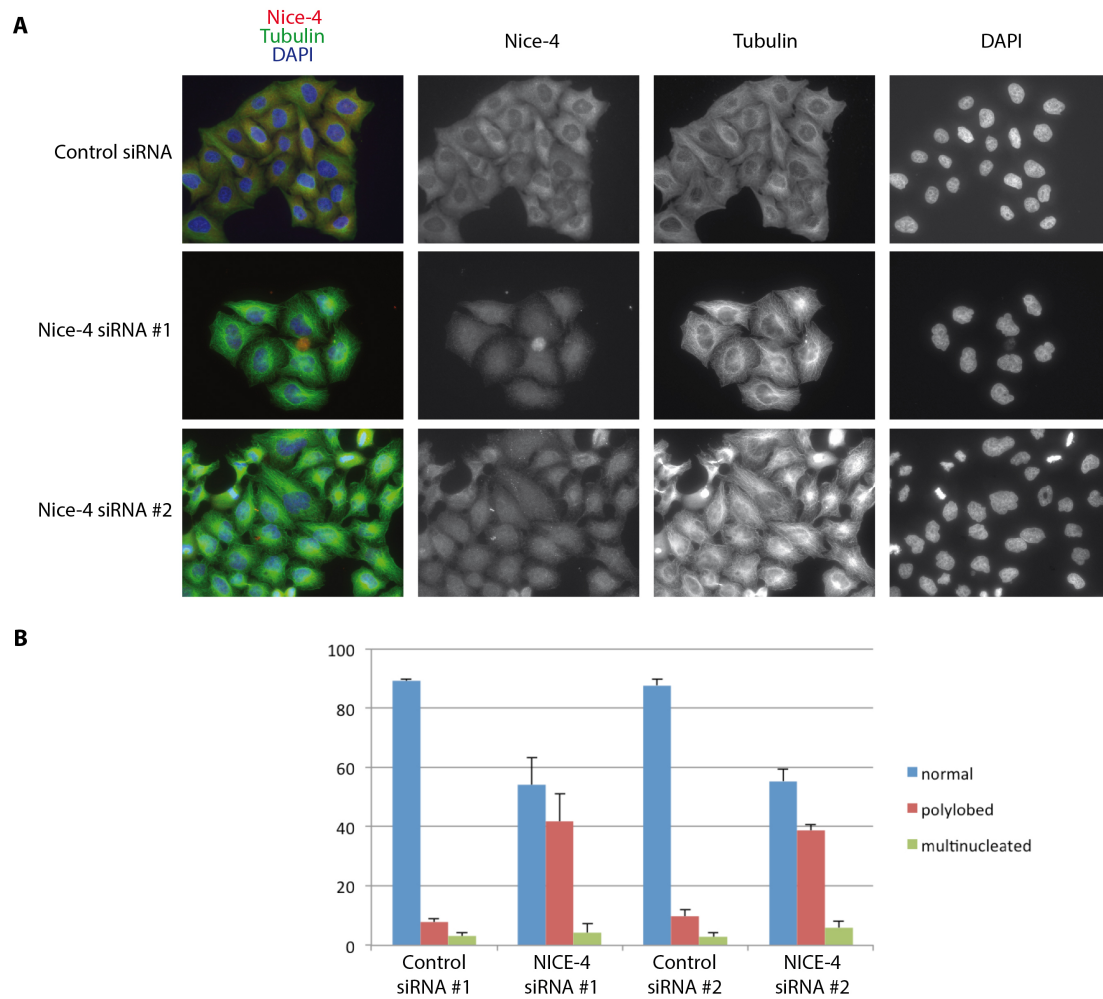 A
Nice-4
Tubulin
DAPI
Nice-4
Tubulin
DAPI
Control siRNA
Nice-4 siRNA #1
Nice-4 siRNA #2
B
100
80
60
40
20
0
Control
siRNA #1
NICE-4
siRNA #1
Control
siRNA #2
NICE-4
siRNA #2
normal
polylobed
multinucleated